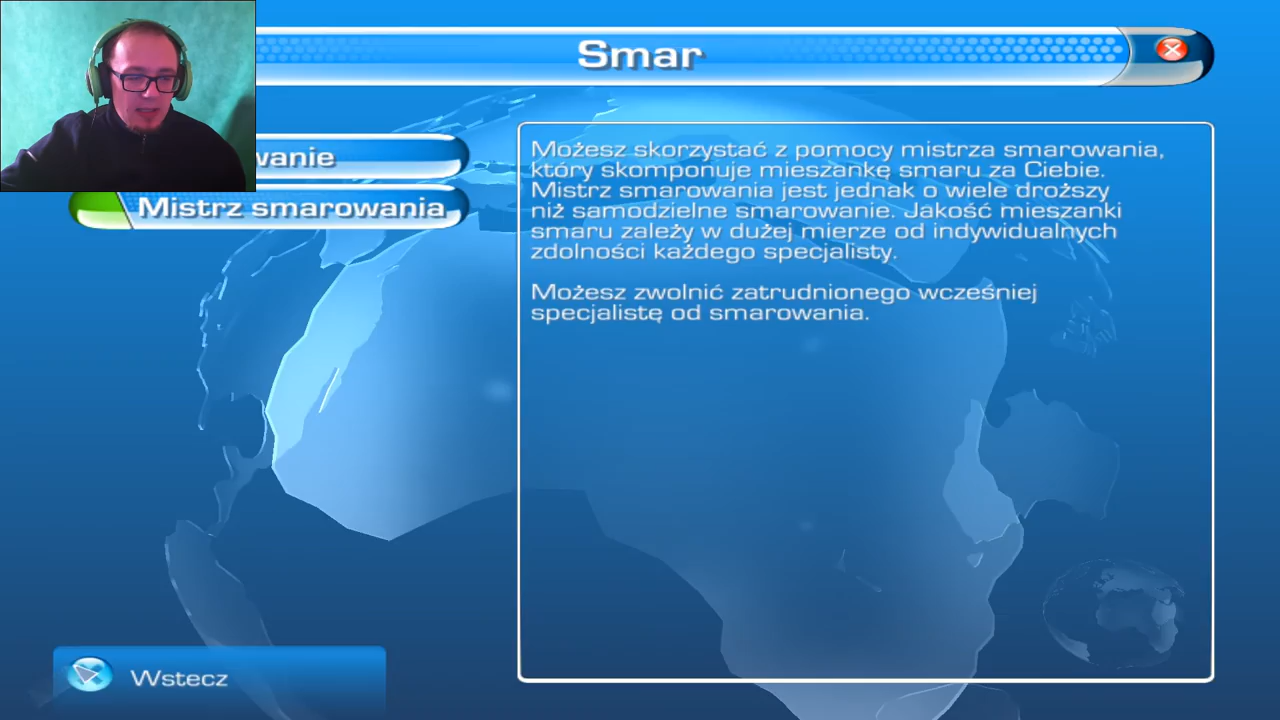 Smar
wanie
Mistrz smarowania
Możesz skorzystać z pomocy mistrza smarowania,
który skomponuje mieszankę smaru za Ciebie.
Mistrz smarowania jest jednak o wiele droższy
niż samodzielne smarowanie. Jakość mieszanki
smaru zależy w dużej mierze od indywidualnych
zdolności każdego specjalisty.
Możesz zwolnić zatrudnionego wcześniej
specjalistę od smarowania.
Wstecz